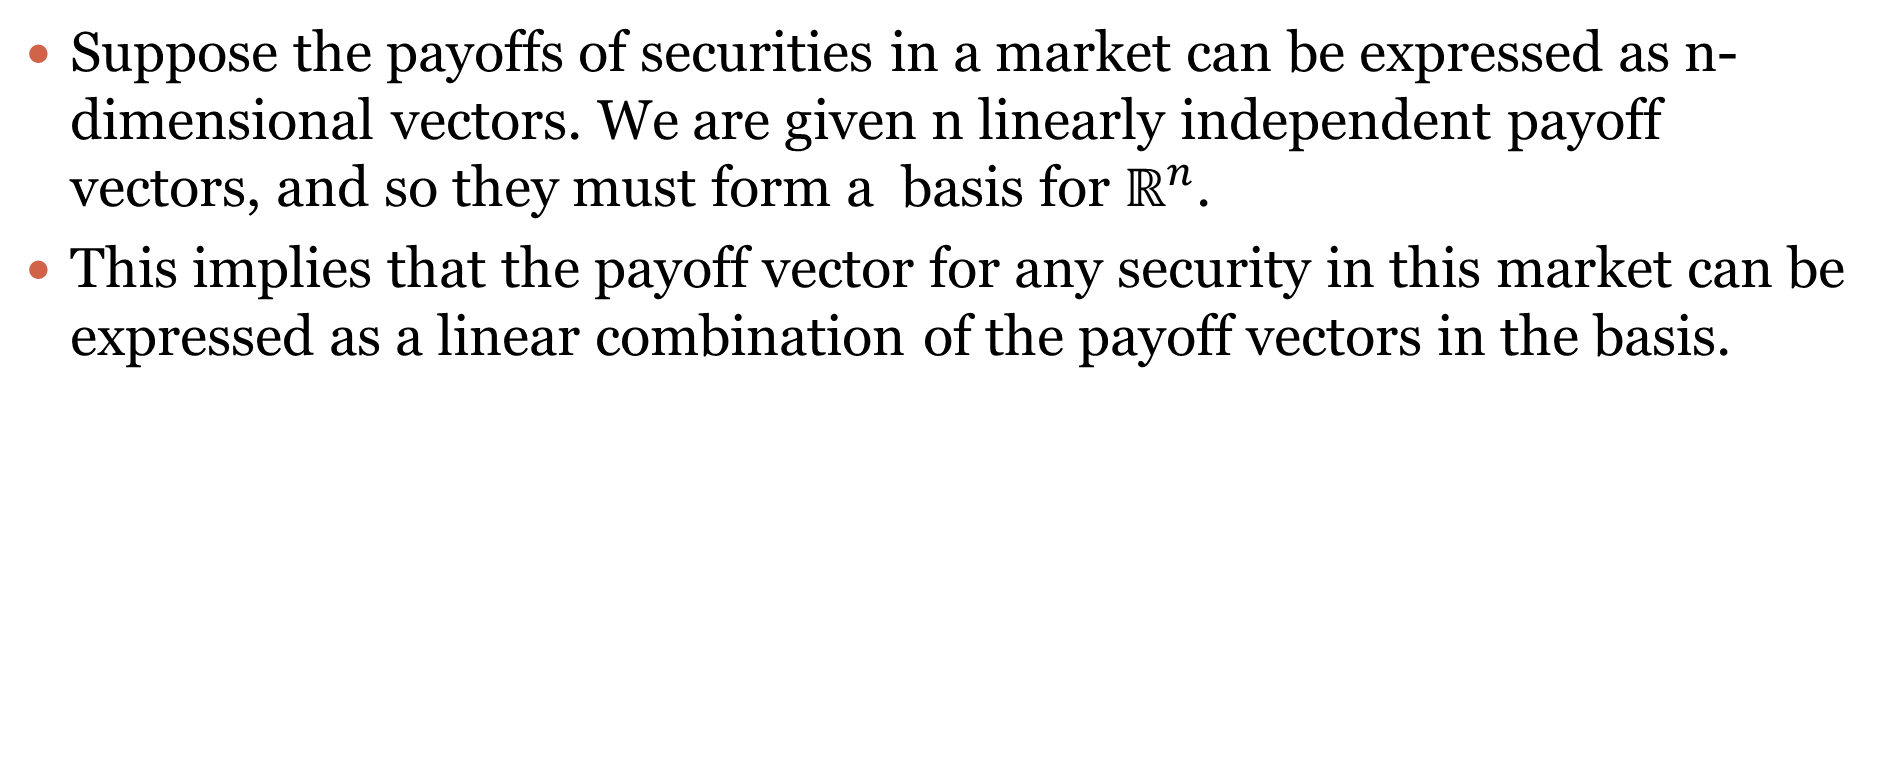 • Suppose the payoffs of securities in a market can be expressed as n-
dimensional vectors. We are given n linearly independent payoff
vectors, and so they must form a  basis for ℝⁿ.
• This implies that the payoff vector for any security in this market can be
expressed as a linear combination of the payoff vectors in the basis.